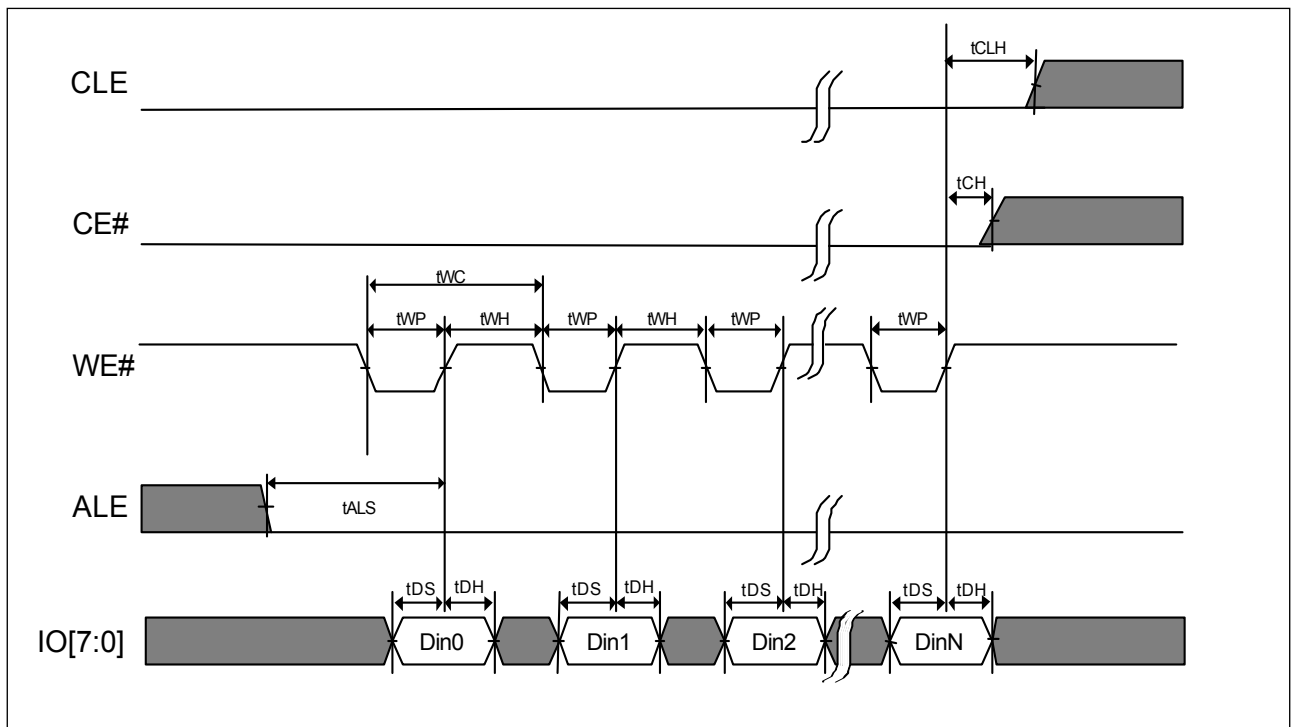 tCLH
CLE
tCH
CE#
tWC
tWP tWH tWP tWH tWP tWP
WE#
ALE
tALS
tDS tDH tDS tDH tDS tDH tDS tDH
IO[7:0] Din0 Din1 Din2 DinN